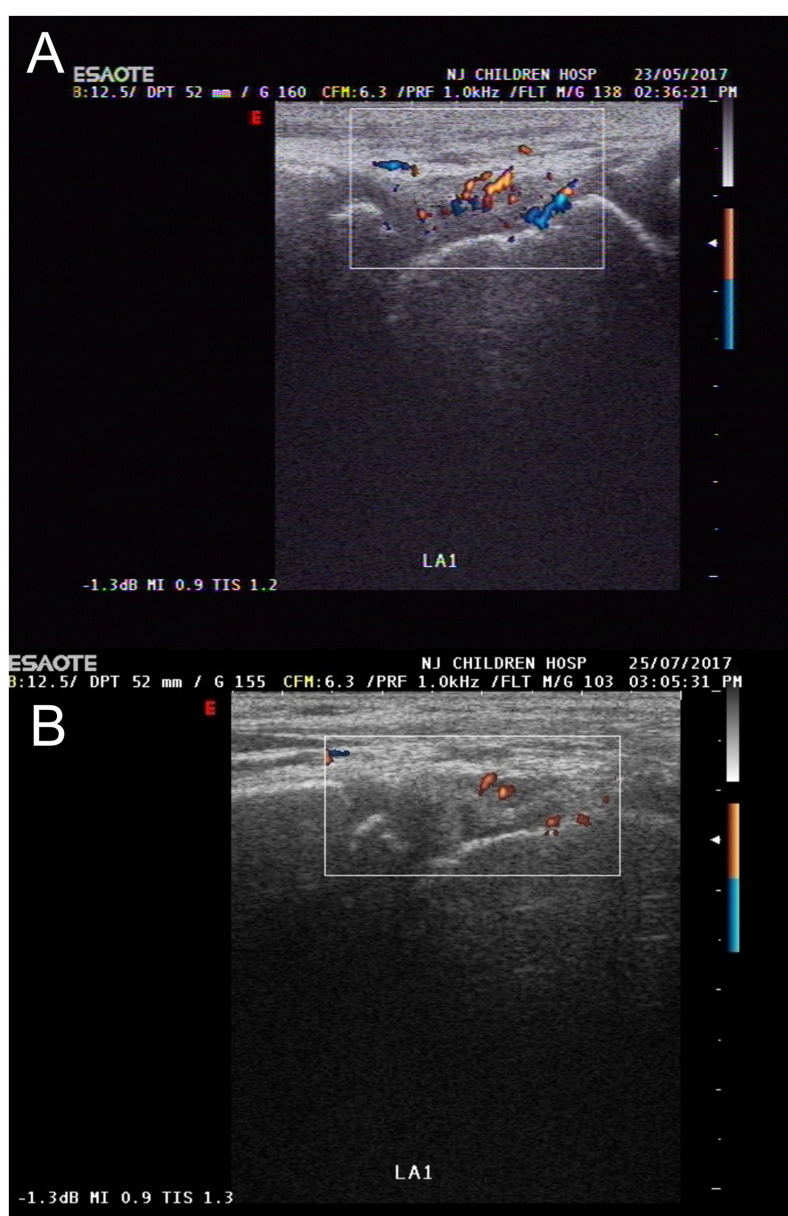 A
ESAOTE
NJ CHILDREN HOSP 23/05/2017
B:12.5/ DPT 52 mm / G 160 CFM:6.3 /PRF 1.0kHz /FLT M/G 138 02:36:21 PM
E
LA1
-1.3dB MI 0.9 TIS 1.2
ESAOTE
NJ CHILDREN HOSP 25/07/2017
B:12.5/ DPT 52 mm / G 155 CFM:6.3 /PRF 1.0kHz /FLT M/G 103 03:05:31 PM
E
B
LA1
-1.3dB MI 0.9 TIS 1.3